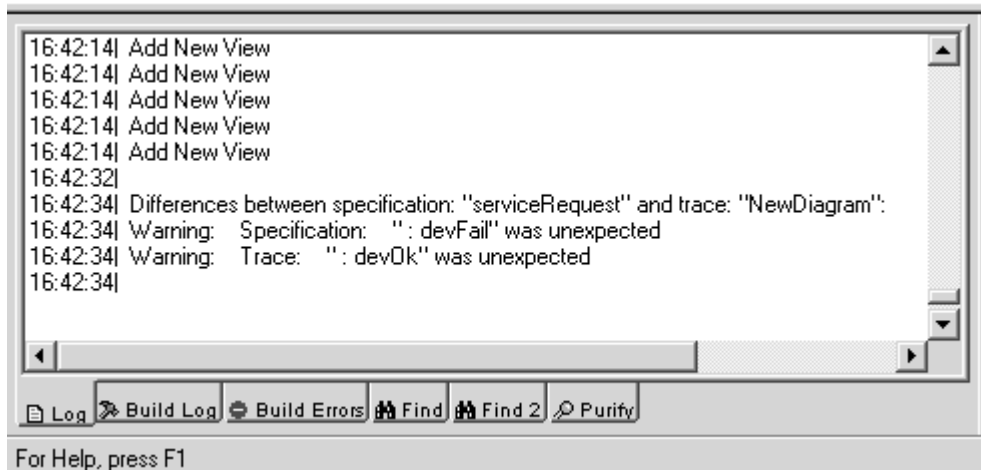 16:42:14| Add New View
16:42:14| Add New View
16:42:14| Add New View
16:42:14| Add New View
16:42:14| Add New View
16:42:32|
16:42:34| Differences between specification: "serviceRequest" and trace: "NewDiagram":
16:42:34| Warning: Specification: " : devFail" was unexpected
16:42:34| Warning: Trace: " : devOk" was unexpected
16:42:34|
Log Build Log Build Errors Find Find 2 Purify
For Help, press F1